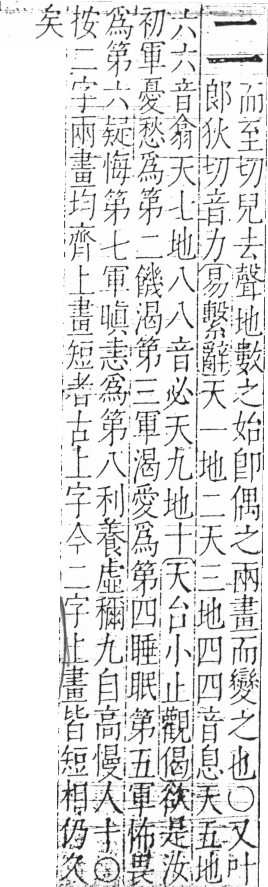 二
而至切兒去聲地數之始卽偶之兩畫而變之也○又叶
郎狄切音力易繫辭天一地二天三地四四音息天五地
六六音翕天七地八八音必天九地十天台小止觀偈欲是汝
初軍憂愁爲第二饑渴第三軍渴愛爲第四睡眠第五軍怖畏
爲第六疑悔第七軍瞋恚爲第八利養虛穪九自高慢人十○
按二字兩畫均齊上畫短者古上字今二字上畫皆短相仍久
矣